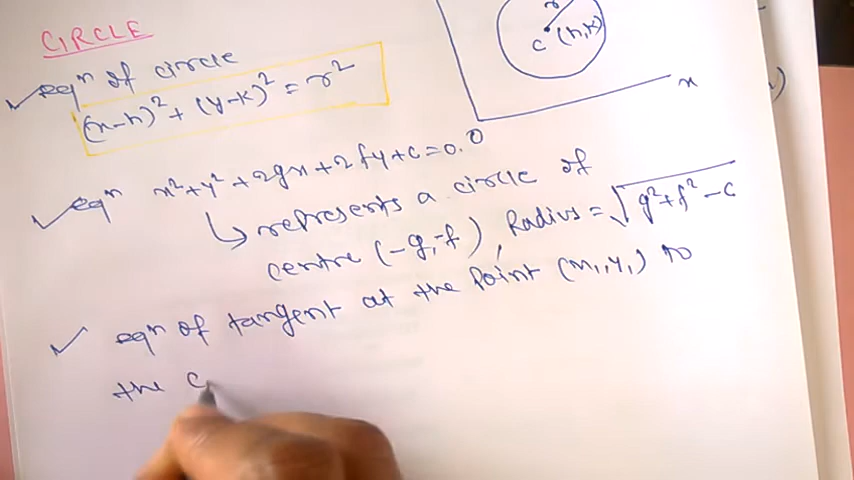 CIRCLE
eqⁿ of circle
(x-h)² + (y-k)² = r²
r
C (h,k)
x
eqⁿ x²+y²+2gx+2fy+c=0.
represents a circle of
centre (-g,-f), Radius = √g²+f²-c
eqⁿ of tangent at the point (x₁,y₁) to
the c